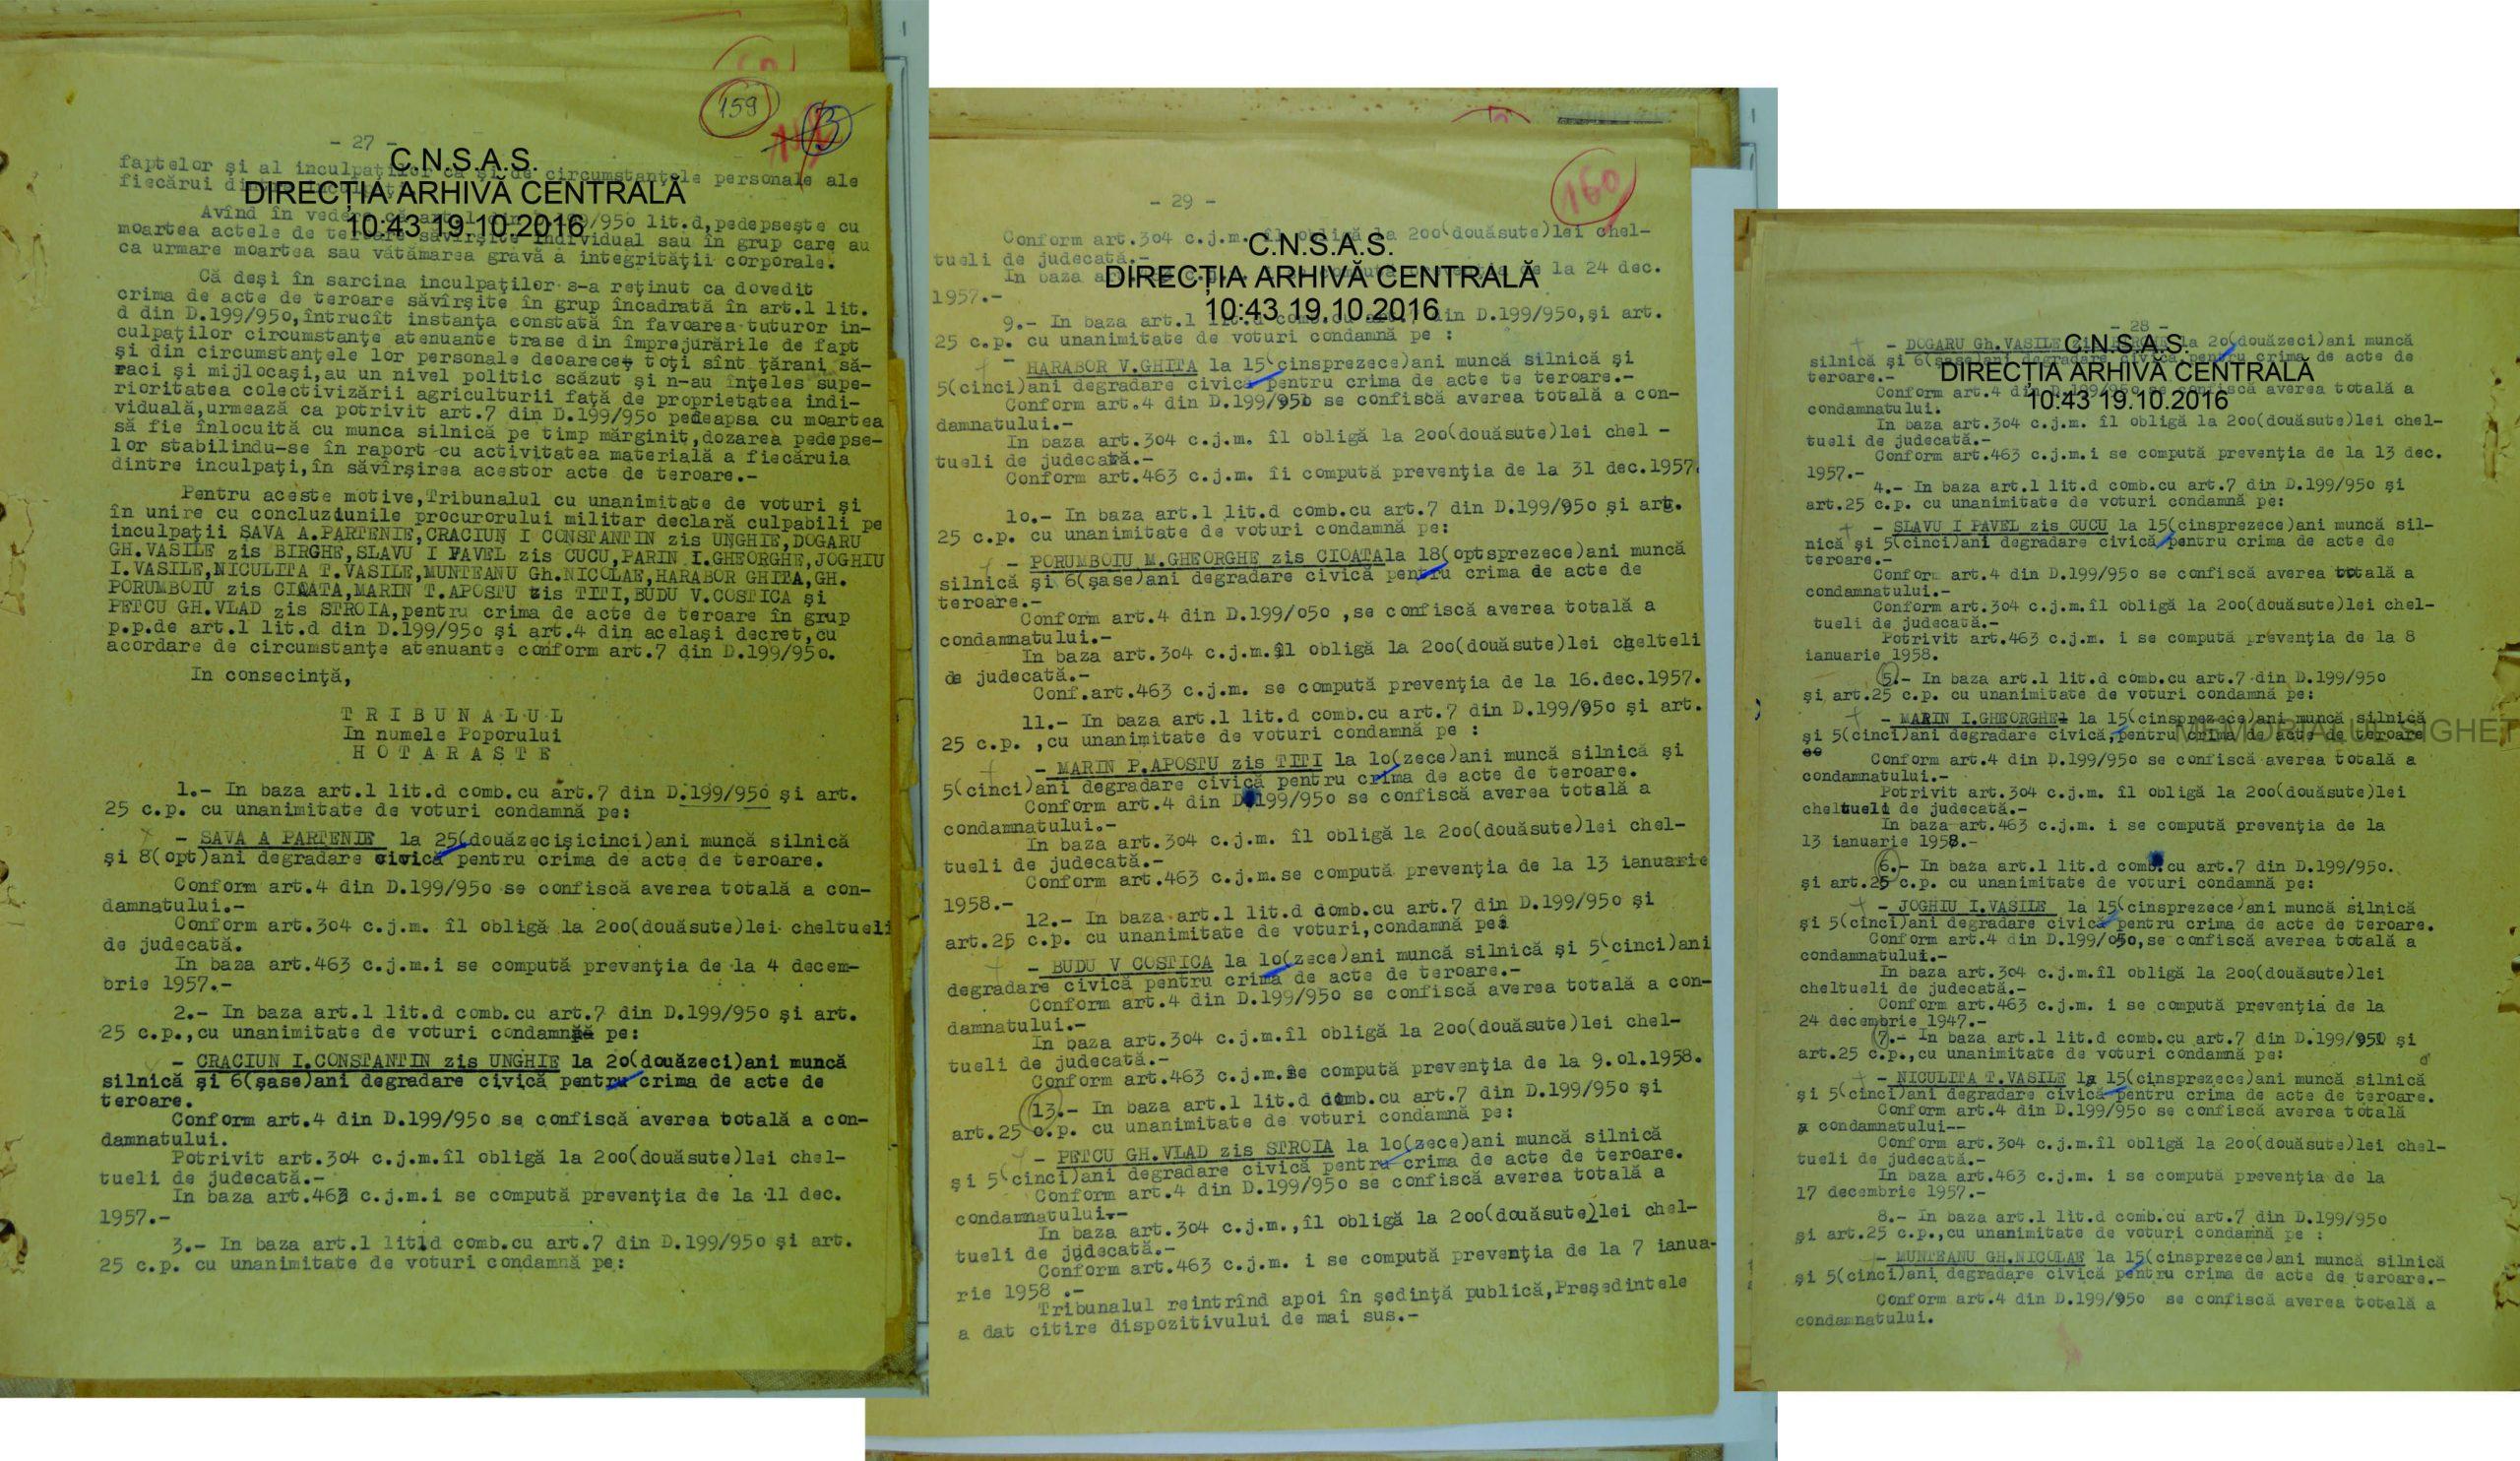 159
- 27 -
C.N.S.A.S.
DIRECȚIA ARHIVĂ CENTRALĂ
10:43 19.10.2016
faptelor şi al inculpaţilor ca şi de circumstanţele personale ale
fiecărui dintre
Avînd în vedere că art.1 din D.199/950 lit.d,pedepseşte cu
moartea actele de teroare săvîrşite individual sau în grup care au
ca urmare moartea sau vătămarea gravă a integrităţii corporale.
Că deşi în sarcina inculpaţilor s-a reţinut ca dovedit
crima de acte de teroare săvîrşite în grup încadrată în art.1 lit.
d din D.199/950,întrucît instanţa constată în favoarea tuturor in-
culpaţilor circumstanţe atenuante trase din împrejurările de fapt
şi din circumstanţele lor personale deoarece toţi sînt ţărani să-
raci şi mijlocaşi,au un nivel politic scăzut şi n-au înţeles supe-
rioritatea colectivizării agriculturii faţă de proprietatea indi-
viduală,urmează ca potrivit art.7 din D.199/950 pedeapsa cu moartea
să fie înlocuită cu munca silnică pe timp mărginit,dozarea pedepse-
lor stabilindu-se în raport cu activitatea materială a fiecăruia
dintre inculpaţi,în săvîrşirea acestor acte de teroare.-
Pentru aceste motive,Tribunalul cu unanimitate de voturi şi
în unire cu concluziunile procurorului militar declară culpabili pe
inculpaţii SAVA A.PARTENIE,CRACIUN I CONSTANTIN zis UNGHIE,DOGARU
GH.VASILE zis BIRGHE,SLAVU I PAVEL zis CUCU,PARIN I.GHEORGHE,JOGHIU
I.VASILE,NICULITA T.VASILE,MUNTEANU Gh.NICOLAE,HARABOR GHITA,GH.
PORUMBOIU zis CIOATA,MARIN T.APOSTU zis TITI,BUDU V.COSTICA şi
PETCU GH.VLAD zis STROIA,pentru crima de acte de teroare în grup
p.p.de art.1 lit.d din D.199/950 şi art.4 din acelaşi decret,cu
acordare de circumstanţe atenuante conform art.7 din D.199/950.
In consecinţă,
T R I B U N A L U L
In numele Poporului
H O T A R A S T E
1.- In baza art.1 lit.d comb.cu art.7 din D.199/950 şi art.
25 c.p. cu unanimitate de voturi condamnă pe:
- SAVA A PARTENIE la 25(douăzecişicinci)ani muncă silnică
şi 8(opt)ani degradare civică pentru crima de acte de teroare.
Conform art.4 din D.199/950 se confiscă averea totală a con-
damnatului.-
Conform art.304 c.j.m. îl obligă la 200(douăsute)lei cheltueli
de judecată.
In baza art.463 c.j.m.i se compută prevenţia de la 4 decem-
brie 1957.-
2.- In baza art.1 lit.d comb.cu art.7 din D.199/950 şi art.
25 c.p.,cu unanimitate de voturi condamnă pe:
- CRACIUN I.CONSTANTIN zis UNGHIE la 20(douăzeci)ani muncă
silnică şi 6(şase)ani degradare civică pentru crima de acte de
teroare.
Conform art.4 din D.199/950 se confiscă averea totală a con-
damnatului.
Potrivit art.304 c.j.m.îl obligă la 200(douăsute)lei chel-
tueli de judecată.-
In baza art.463 c.j.m.i se compută prevenţia de la 11 dec.
1957.-
3.- In baza art.1 lit.d comb.cu art.7 din D.199/950 şi art.
25 c.p. cu unanimitate de voturi condamnă pe:
160
- 29 -
C.N.S.A.S.
DIRECȚIA ARHIVĂ CENTRALĂ
10:43 19.10.2016
Conform art.304 c.j.m. îl obligă la 200(douăsute)lei chel-
tueli de judecată.-
In baza de la 24 dec.
1957.-
9.- In baza art.1 lit.d comb.cu art.7 din D.199/950,şi art.
25 c.p. cu unanimitate de voturi condamnă pe :
- HARABOR V.GHITA la 15(cinsprezece)ani muncă silnică şi
5(cinci)ani degradare civică pentru crima de acte te teroare.-
Conform art.4 din D.199/950 se confiscă averea totală a con-
damnatului.-
In baza art.304 c.j.m. îl obligă la 200(douăsute)lei chel -
tueli de judecată.-
Conform art.463 c.j.m. îi compută prevenţia de la 31 dec.1957.
10.- In baza art.1 lit.d comb.cu art.7 din D.199/950 şi art.
25 c.p. cu unanimitate de voturi condamnă pe:
- PORUMBOIU M.GHEORGHE zis CIOATA la 18(optsprezece)ani muncă
silnică şi 6(şase)ani degradare civică pentru crima de acte de
teroare.-
Conform art.4 din D.199/050 ,se confiscă averea totală a
condamnatului.-
In baza art.304 c.j.m.îl obligă la 200(douăsute)lei chelteli
de judecată.-
Conf.art.463 c.j.m. se compută prevenţia de la 16.dec.1957.
11.- In baza art.1 lit.d comb.cu art.7 din D.199/950 şi art.
25 c.p. ,cu unanimitate de voturi condamnă pe :
- MARIN P.APOSTU zis TITI la 10(zece)ani muncă silnică şi
5(cinci)ani degradare civică pentru crima de acte de teroare.
Conform art.4 din D.199/950 se confiscă averea totală a
condamnatului.-
In baza art.304 c.j.m. îl obligă la 200(douăsute)lei chel-
tueli de judecată.-
Conform art.463 c.j.m.se compută prevenţia de la 13 ianuarie
1958.-
12.- In baza art.1 lit.d comb.cu art.7 din D.199/950 şi
art.25 c.p. cu unanimitate de voturi,condamnă pe:
- BUDU V COSTICA la 10(zece)ani muncă silnică şi 5(cinci)ani
degradare civică pentru crima de acte de teroare.-
Conform art.4 din D.199/950 se confiscă averea totală a con-
damnatului.-
In baza art.304 c.j.m.îl obligă la 200(douăsute)lei chel-
tueli de judecată.-
Conform art.463 c.j.m.se compută prevenţia de la 9.01.1958.
13.- In baza art.1 lit.d comb.cu art.7 din D.199/950 şi
art.25 c.p. cu unanimitate de voturi condamnă pe:
- PETCU GH.VLAD zis STROIA la 10(zece)ani muncă silnică
şi 5(cinci)ani degradare civică pentru crima de acte de teroare.
Conform art.4 din D.199/950 se confiscă averea totală a
condamnatului.-
In baza art.304 c.j.m.,îl obligă la 200(douăsute)lei chel-
tueli de judecată.-
Conform art.463 c.j.m. i se compută prevenţia de la 7 ianua-
rie 1958 .-
Tribunalul reintrînd apoi în şedinţă publică,Preşedintele
a dat citire dispozitivului de mai sus.-
- 28 -
C.N.S.A.S.
DIRECȚIA ARHIVĂ CENTRALĂ
10:43 19.10.2016
- DOGARU Gh.VASILE la 20(douăzeci)ani muncă
silnică şi 6(şase)ani degradare civică pentru crima de acte de
teroare.-
Conform art.4 din D.199/950 se confiscă averea totală a
condamnatului.
In baza art.304 c.j.m. îl obligă la 200(douăsute)lei chel-
tueli de judecată.-
Conform art.463 c.j.m.i se compută prevenţia de la 13 dec.
1957.-
4.- In baza art.1 lit.d comb.cu art.7 din D.199/950 şi
art.25 c.p. cu unanimitate de voturi condamnă pe:
- SLAVU I PAVEL zis CUCU la 15(cinsprezece)ani muncă sil-
nică şi 5(cinci)ani degradare civică pentru crima de acte de
teroare.-
Conform art.4 din D.199/950 se confiscă averea totală a
condamnatului.-
Conform art.304 c.j.m.îl obligă la 200(douăsute)lei chel-
tueli de judecată.-
Potrivit art.463 c.j.m. i se compută prevenţia de la 8
ianuarie 1958.
5.- In baza art.1 lit.d comb.cu art.7 din D.199/950
şi art.25 c.p. cu unanimitate de voturi condamnă pe:
- MARIN I.GHEORGHE la 15(cinsprezece)ani muncă silnică
şi 5(cinci)ani degradare civică,pentru crima de acte de teroare
MEMORIALUL SIGHET
Conform art.4 din D.199/950 se confiscă averea totală a
condamnatului.-
Potrivit art.304 c.j.m. îl obligă la 200(douăsute)lei
cheltueli de judecată.-
In baza art.463 c.j.m. i se compută prevenţia de la
13 ianuarie 1958.-
6.- In baza art.1 lit.d comb.cu art.7 din D.199/950.
şi art.25 c.p. cu unanimitate de voturi condamnă pe:
- JOGHIU I.VASILE la 15(cinsprezece)ani muncă silnică
şi 5(cinci)ani degradare civică pentru crima de acte de teroare.
Conform art.4 din D.199/050,se confiscă averea totală a
condamnatului.-
In baza art.304 c.j.m.îl obligă la 200(douăsute)lei
cheltueli de judecată.-
Conform art.463 c.j.m. i se compută prevenţia de la
24 decembrie 1947.-
7.- In baza art.1 lit.d comb.cu art.7 din D.199/950 şi
art.25 c.p.,cu unanimitate de voturi condamnă pe:
- NICULITA T.VASILE la 15(cinsprezece)ani muncă silnică
şi 5(cinci)ani degradare civică pentru crima de acte de teroare.
Conform art.4 din D.199/950 se confiscă averea totală
a condamnatului--
Conform art.304 c.j.m.îl obligă la 200(douăsute)lei chel-
tueli de judecată.-
In baza art.463 c.j.m. i se compută prevenţia de la
17 decembrie 1957.-
8.- In baza art.1 lit.d comb.cu art.7 din D.199/950
şi art.25 c.p.,cu unanimitate de voturi condamnă pe :
- MUNTEANU GH.NICOLAE la 15(cinsprezece)ani muncă silnică
şi 5(cinci)ani degradare civică pentru crima de acte de teroare.-
Conform art.4 din D.199/950 se confiscă averea totală a
condamnatului.